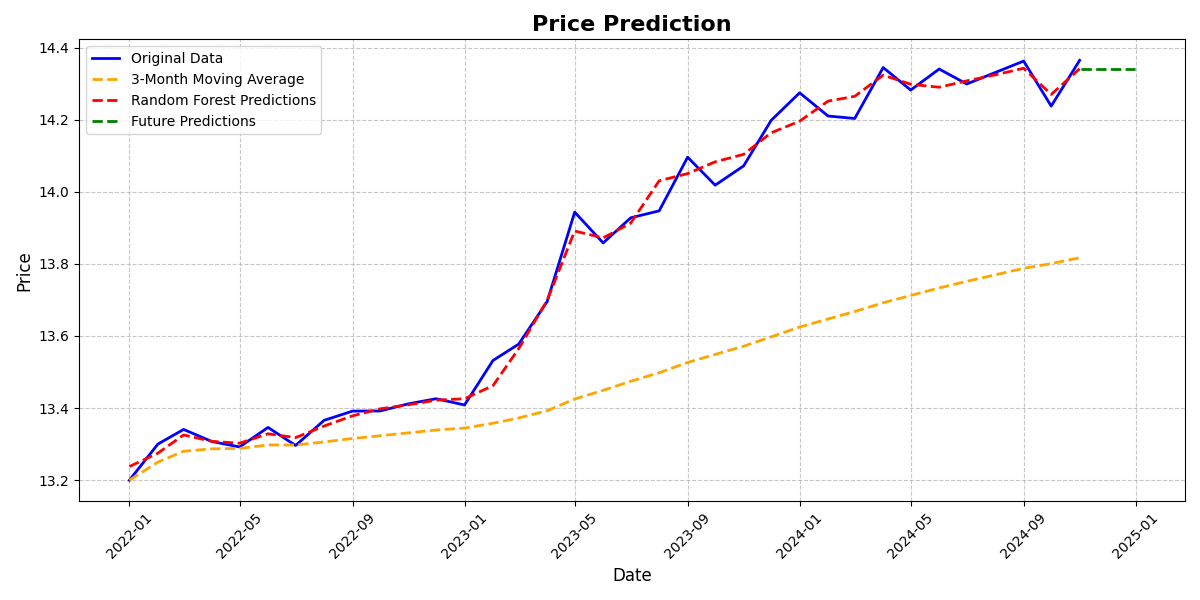 Price Prediction
Original Data
3-Month Moving Average
Random Forest Predictions
Future Predictions
Price
14.4
14.2
14.0
13.8
13.6
13.4
13.2
2022-01
2022-05
2022-09
2023-01
2023-05
2023-09
2024-01
2024-05
2024-09
2025-01
Date